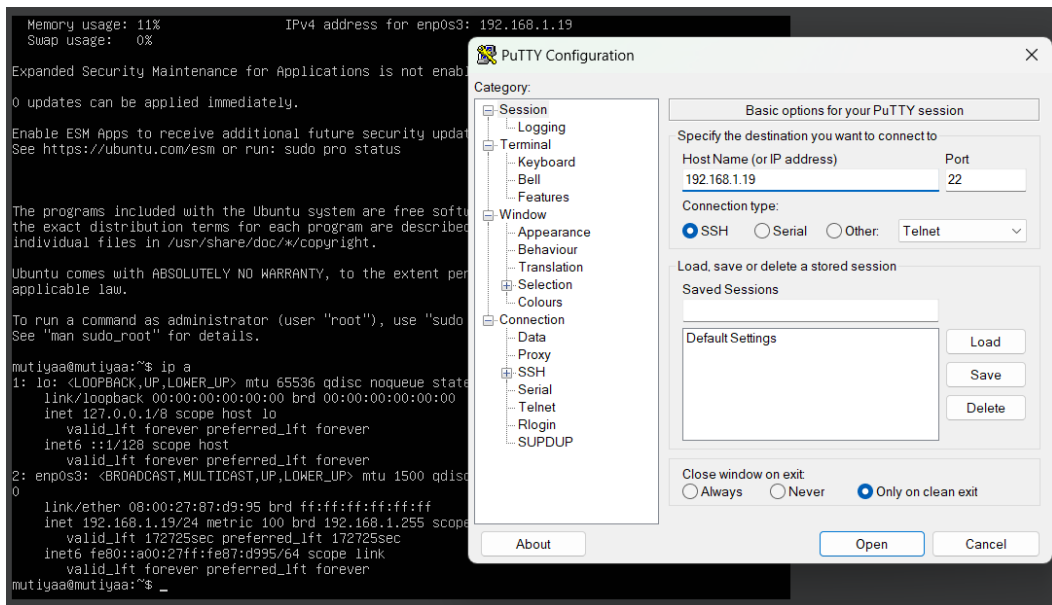 Memory usage: 11% IPv4 address for enp0s3: 192.168.1.19
Swap usage: 0%
Expanded Security Maintenance for Applications is not enabl
0 updates can be applied immediately.
Enable ESM Apps to receive additional future security updat
See https://ubuntu.com/esm or run: sudo pro status
The programs included with the Ubuntu system are free softw
the exact distribution terms for each program are described
individual files in /usr/share/doc/*/copyright.
Ubuntu comes with ABSOLUTELY NO WARRANTY, to the extent per
applicable law.
To run a command as administrator (user "root"), use "sudo
See "man sudo_root" for details.
mutiyaa@mutiyaa:~$ ip a
1: lo: <LOOPBACK,UP,LOWER_UP> mtu 65536 qdisc noqueue state
link/loopback 00:00:00:00:00:00 brd 00:00:00:00:00:00
inet 127.0.0.1/8 scope host lo
valid_lft forever preferred_lft forever
inet6 ::1/128 scope host
valid_lft forever preferred_lft forever
2: enp0s3: <BROADCAST,MULTICAST,UP,LOWER_UP> mtu 1500 qdisc
0
link/ether 08:00:27:87:d9:95 brd ff:ff:ff:ff:ff:ff
inet 192.168.1.19/24 metric 100 brd 192.168.1.255 scope
valid_lft 172725sec preferred_lft 172725sec
inet6 fe80::a00:27ff:fe87:d995/64 scope link
valid_lft forever preferred_lft forever
mutiyaa@mutiyaa:~$ _
PuTTY Configuration
Category:
Session
Logging
Terminal
Keyboard
Bell
Features
Window
Appearance
Behaviour
Translation
Selection
Colours
Connection
Data
Proxy
SSH
Serial
Telnet
Rlogin
SUPDUP
Basic options for your PuTTY session
Specify the destination you want to connect to
Host Name (or IP address) Port
192.168.1.19 22
Connection type:
SSH Serial Other: Telnet
Load, save or delete a stored session
Saved Sessions
Default Settings
Load
Save
Delete
Close window on exit:
Always Never Only on clean exit
About Open Cancel